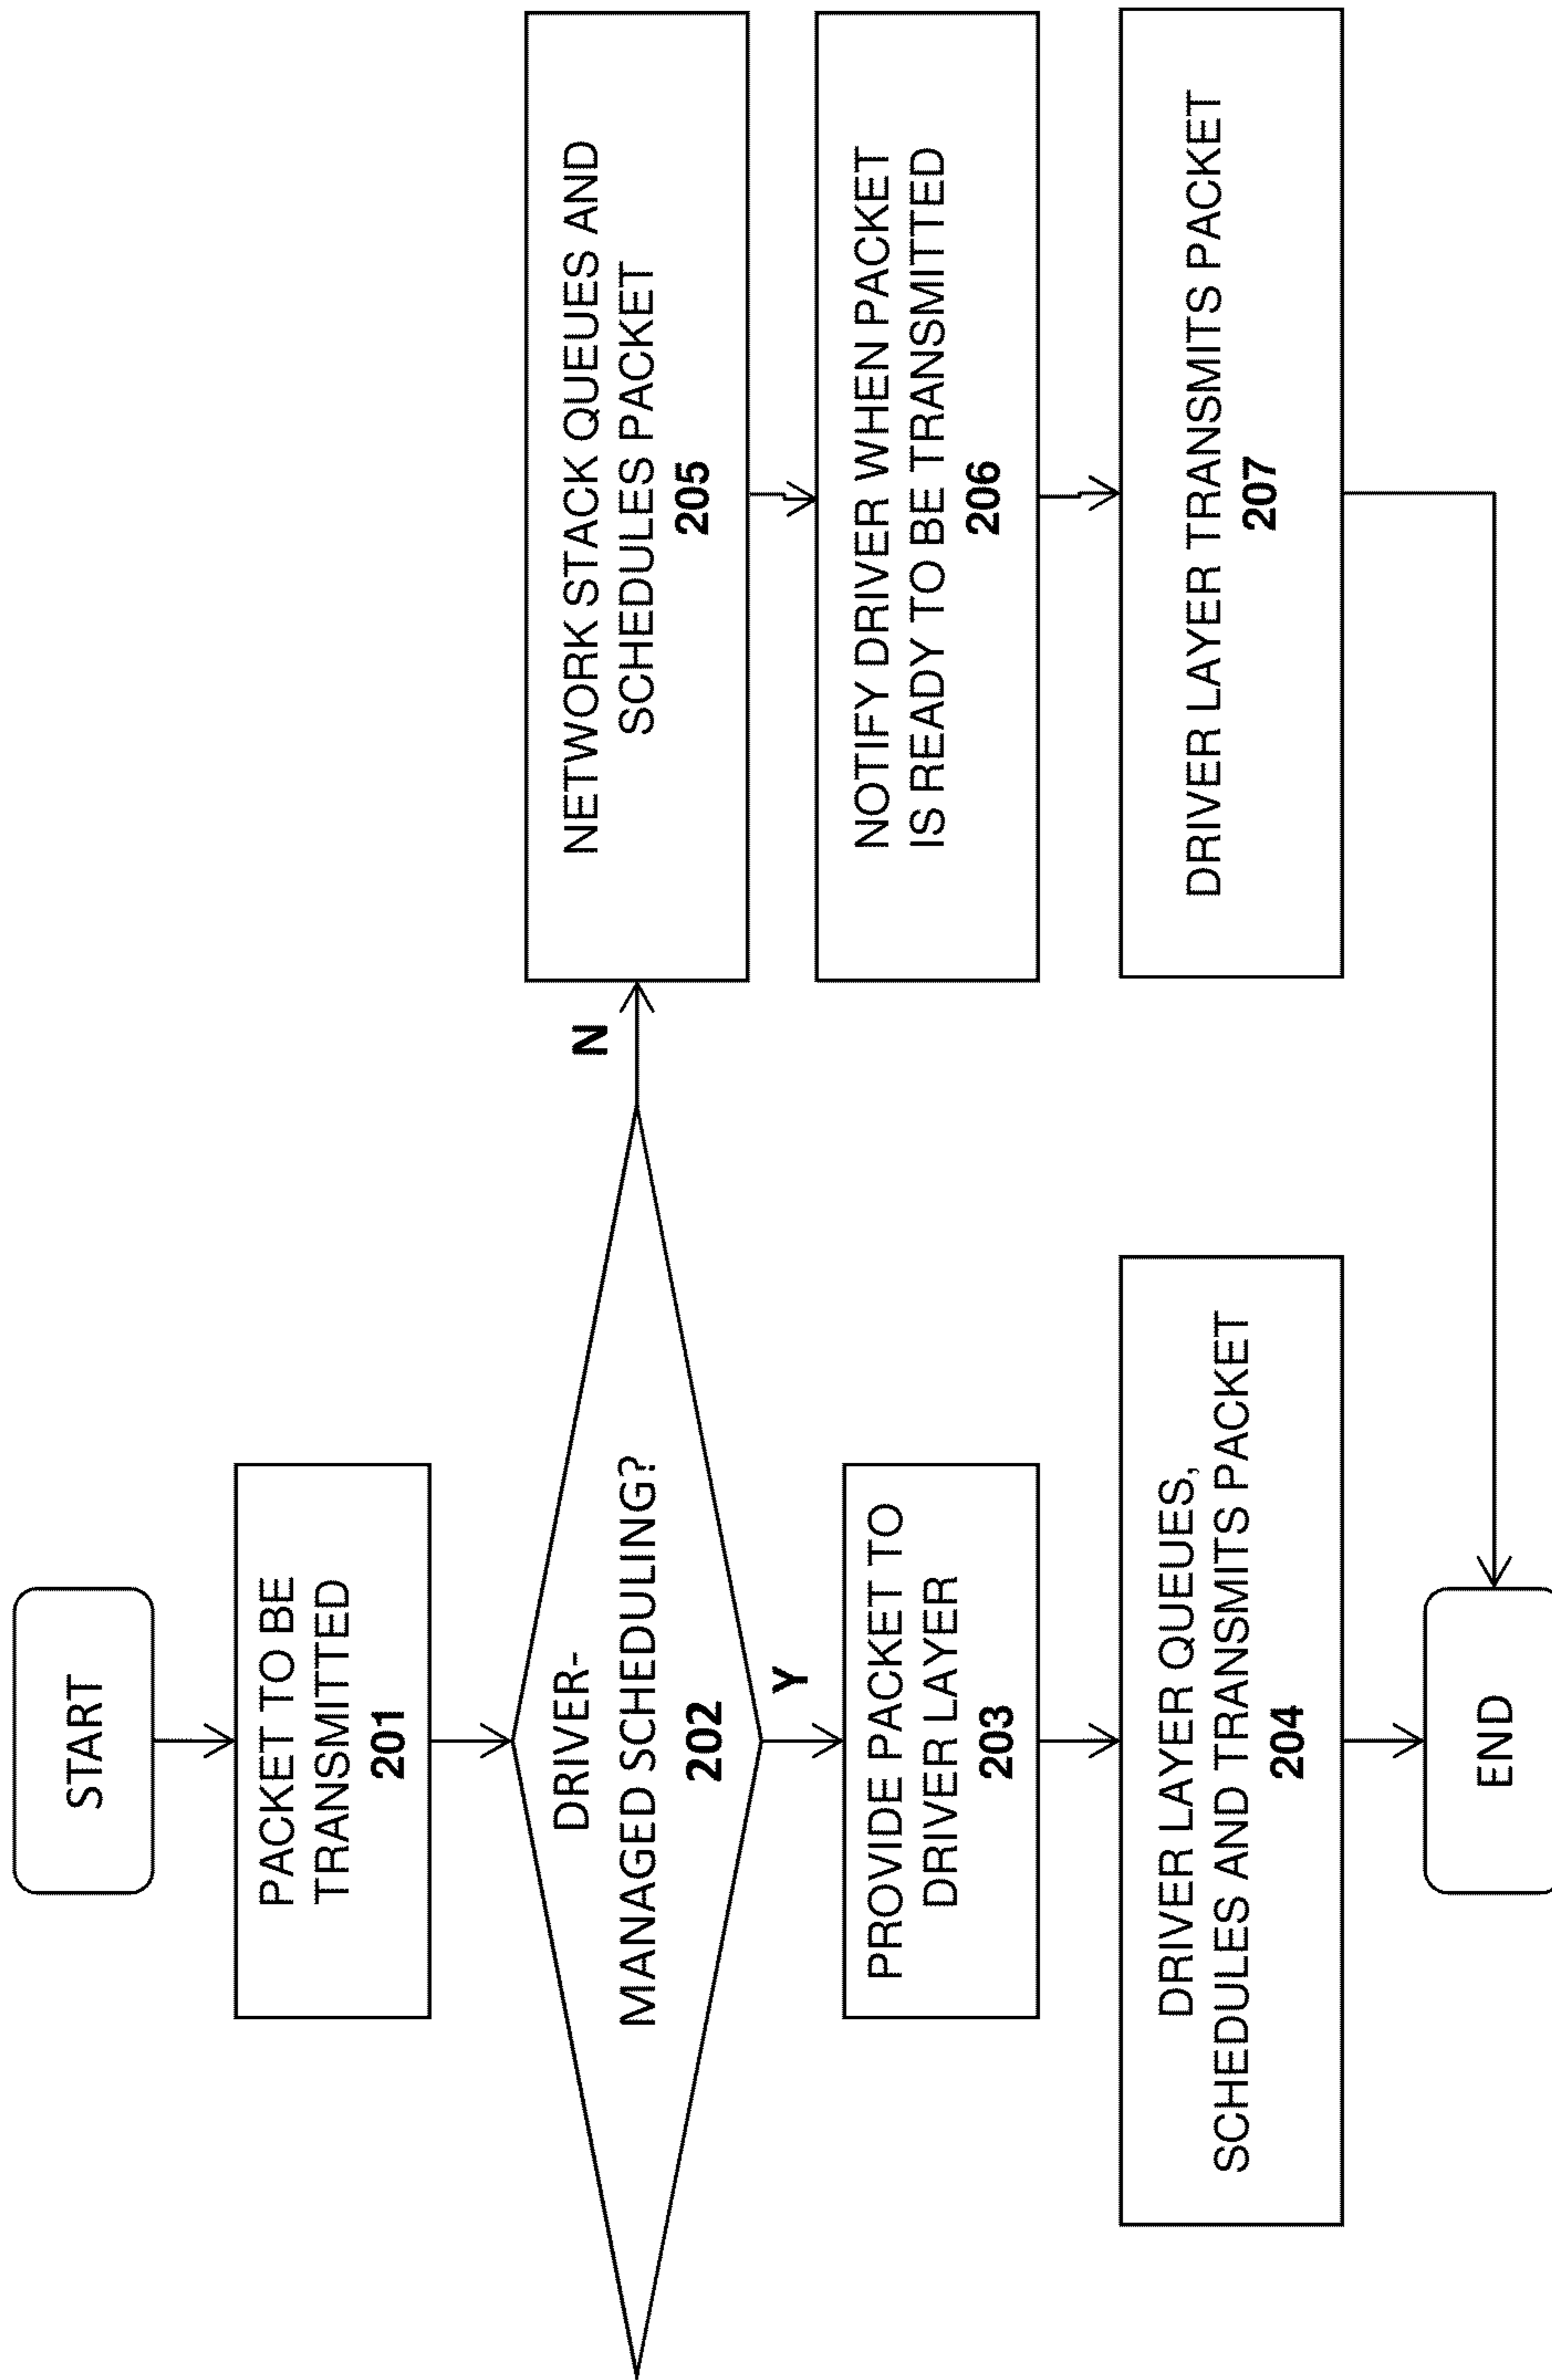 START
PACKET TO BE
TRANSMITTED
201
DRIVER-
MANAGED SCHEDULING?
202
Y
N
PROVIDE PACKET TO
DRIVER LAYER
203
DRIVER LAYER QUEUES,
SCHEDULES AND TRANSMITS PACKET
204
NETWORK STACK QUEUES AND
SCHEDULES PACKET
205
NOTIFY DRIVER WHEN PACKET
IS READY TO BE TRANSMITTED
206
DRIVER LAYER TRANSMITS PACKET
207
END